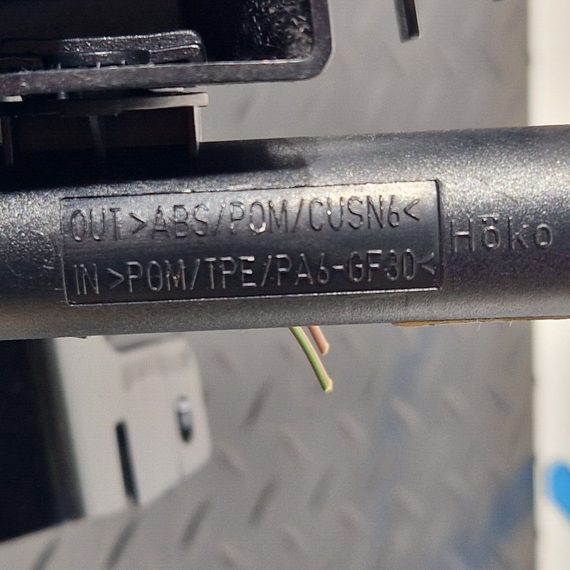 OUT >ABS/POM/CUSN6<
IN >POM/TPE/PA6-GF30<
Höko